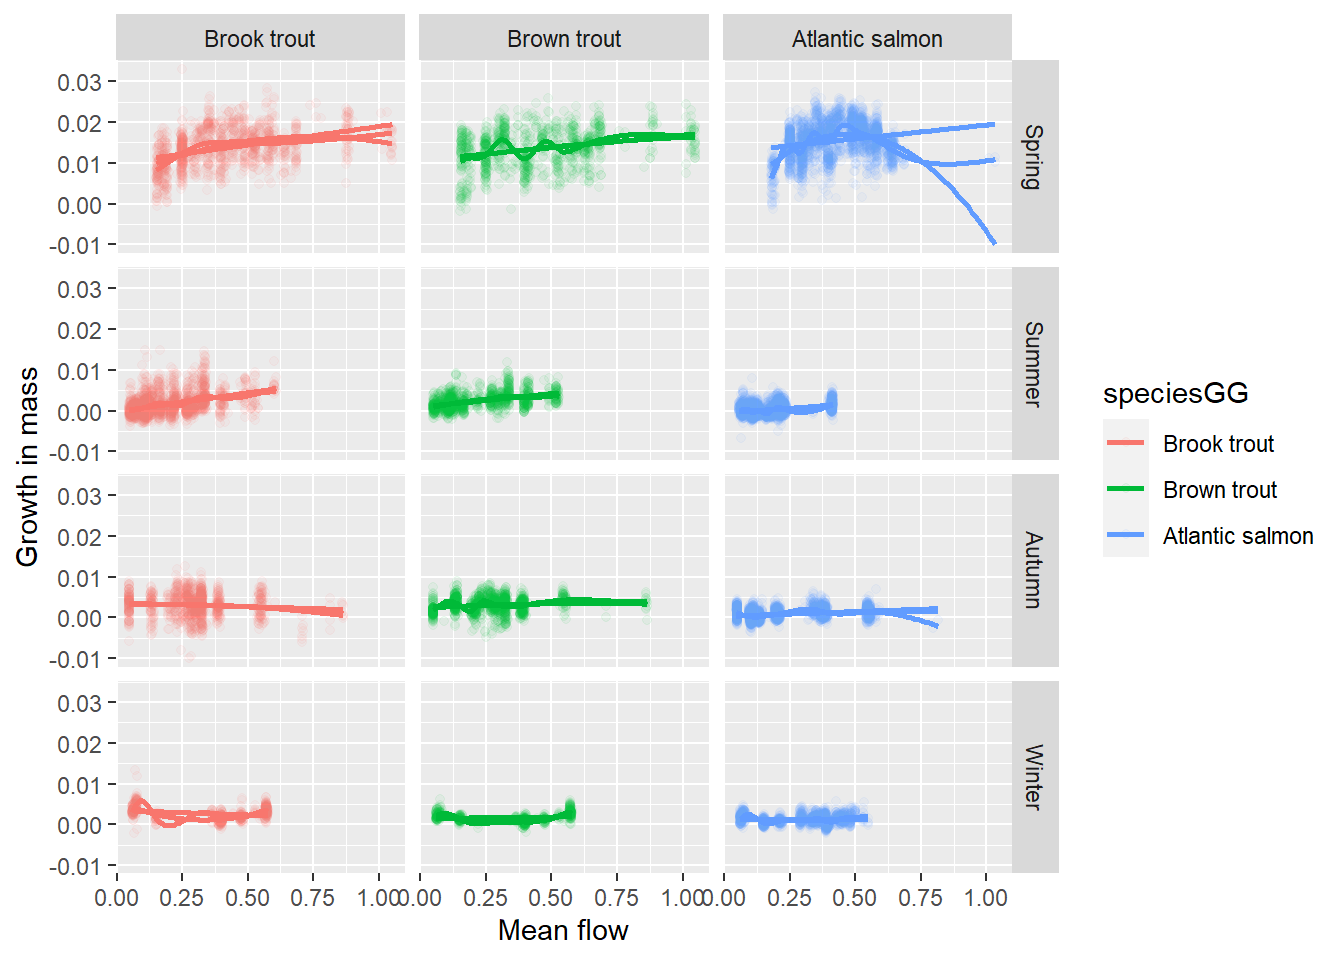 Brook trout Brown trout Atlantic salmon
0.03
0.02
0.01
0.00
-0.01
Spring
0.03
0.02
0.01
0.00
-0.01
Summer
0.03
0.02
0.01
0.00
-0.01
Autumn
0.03
0.02
0.01
0.00
-0.01
Winter
0.00 0.25 0.50 0.75 1.00 0.00 0.25 0.50 0.75 1.00 0.00 0.25 0.50 0.75 1.00
Mean flow
Growth in mass
speciesGG
Brook trout
Brown trout
Atlantic salmon